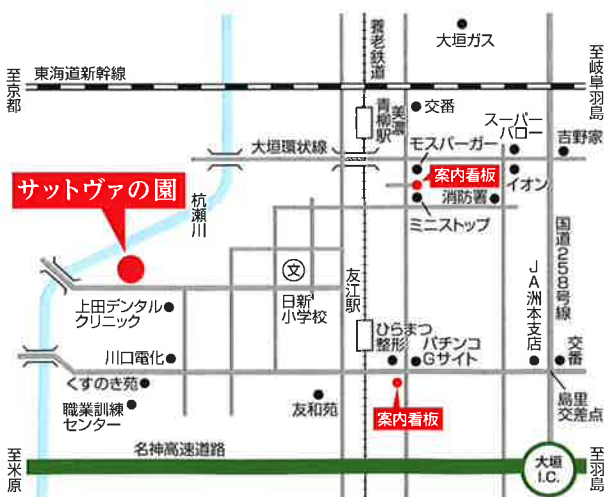 大垣ガス
養老鉄道
至岐阜羽島
至京都
東海道新幹線
美濃
青柳駅
交番
スーパー
バロー
吉野家
大垣環状線
モスバーガー
案内看板
イオン
消防署
ミニストップ
サットヴァの園
杭瀬川
国道258号線
文
日新
小学校
友江駅
JA洲本支店
上田デンタル
クリニック
ひらまつ
整形
パチンコ
Gサイト
川口電化
交番
くすのき苑
職業訓練
センター
友和苑
案内看板
島里
交差点
至米原
名神高速道路
大垣
I.C.
至羽島